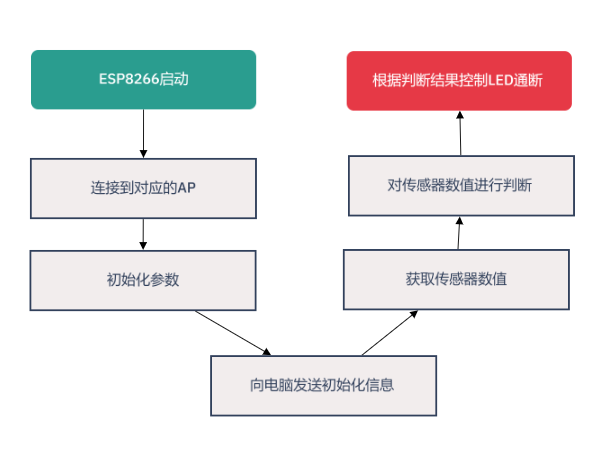 ESP8266启动
连接到对应的AP
初始化参数
向电脑发送初始化信息
获取传感器数值
对传感器数值进行判断
根据判断结果控制LED通断